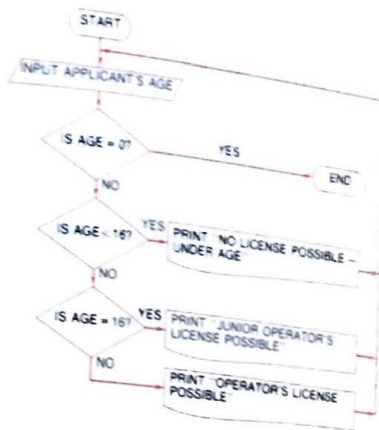 START
INPUT APPLICANT'S AGE
IS AGE = 0?
YES
END
NO
IS AGE < 16?
YES
PRINT "NO LICENSE POSSIBLE –
UNDER AGE"
NO
IS AGE = 16?
YES
PRINT "JUNIOR OPERATOR'S
LICENSE POSSIBLE"
NO
PRINT "OPERATOR'S LICENSE
POSSIBLE"